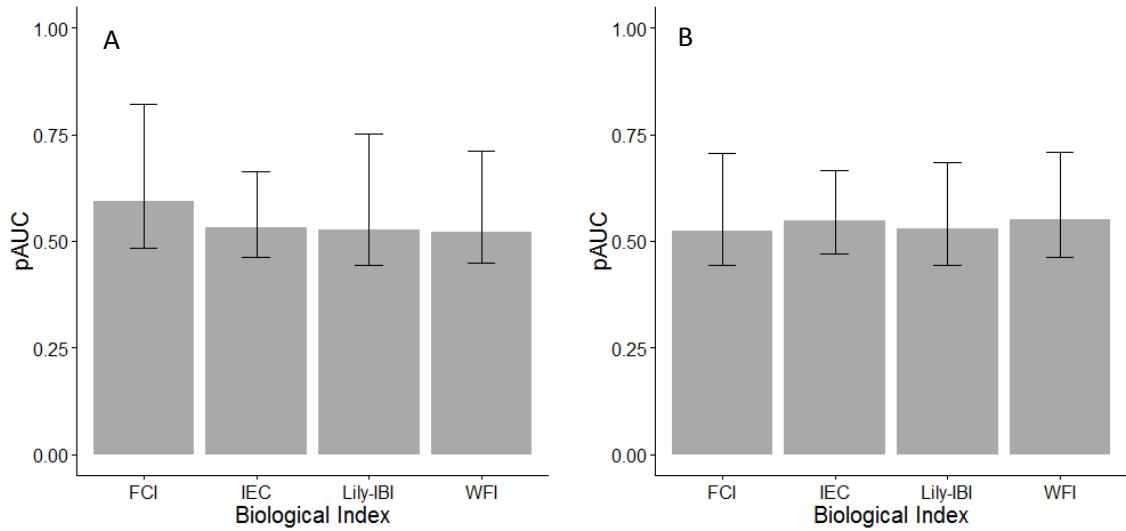 A
1.00
0.75
0.50
0.25
0.00
pAUC
FCI IEC Lily-IBI WFI
Biological Index
B
1.00
0.75
0.50
0.25
0.00
pAUC
FCI IEC Lily-IBI WFI
Biological Index